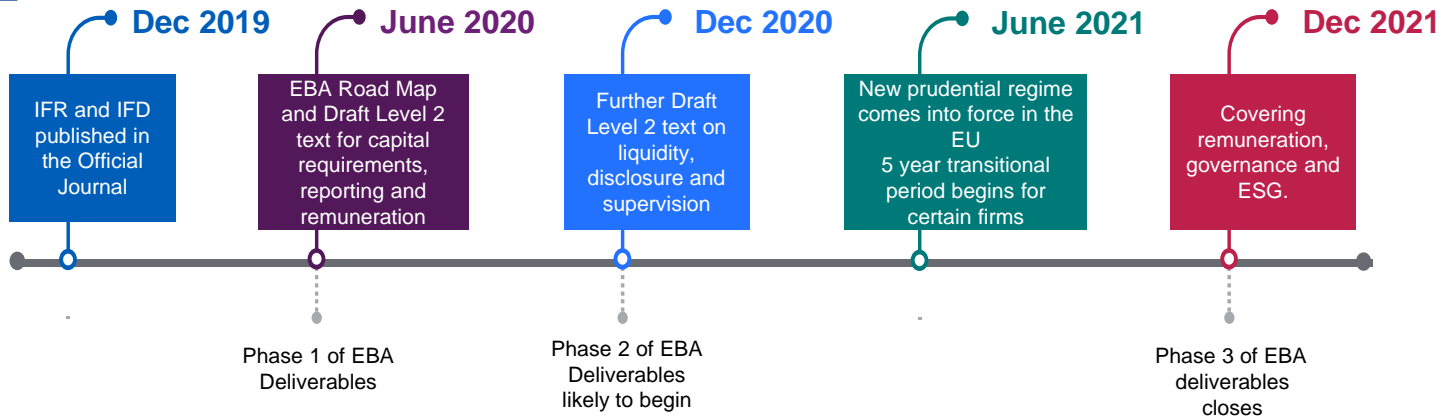 Dec 2019
June 2020
Dec 2020
June 2021
Dec 2021
IFR and IFD
published in
the Official
Journal
EBA Road Map
and Draft Level 2
text for capital
requirements,
reporting and
remuneration
Further Draft
Level 2 text on
liquidity,
disclosure and
supervision
New prudential regime
comes into force in the
EU
5 year transitional
period begins for
certain firms
Covering
remuneration,
governance and
ESG.
Phase 1 of EBA
Deliverables
Phase 2 of EBA
Deliverables
likely to begin
Phase 3 of EBA
deliverables
closes